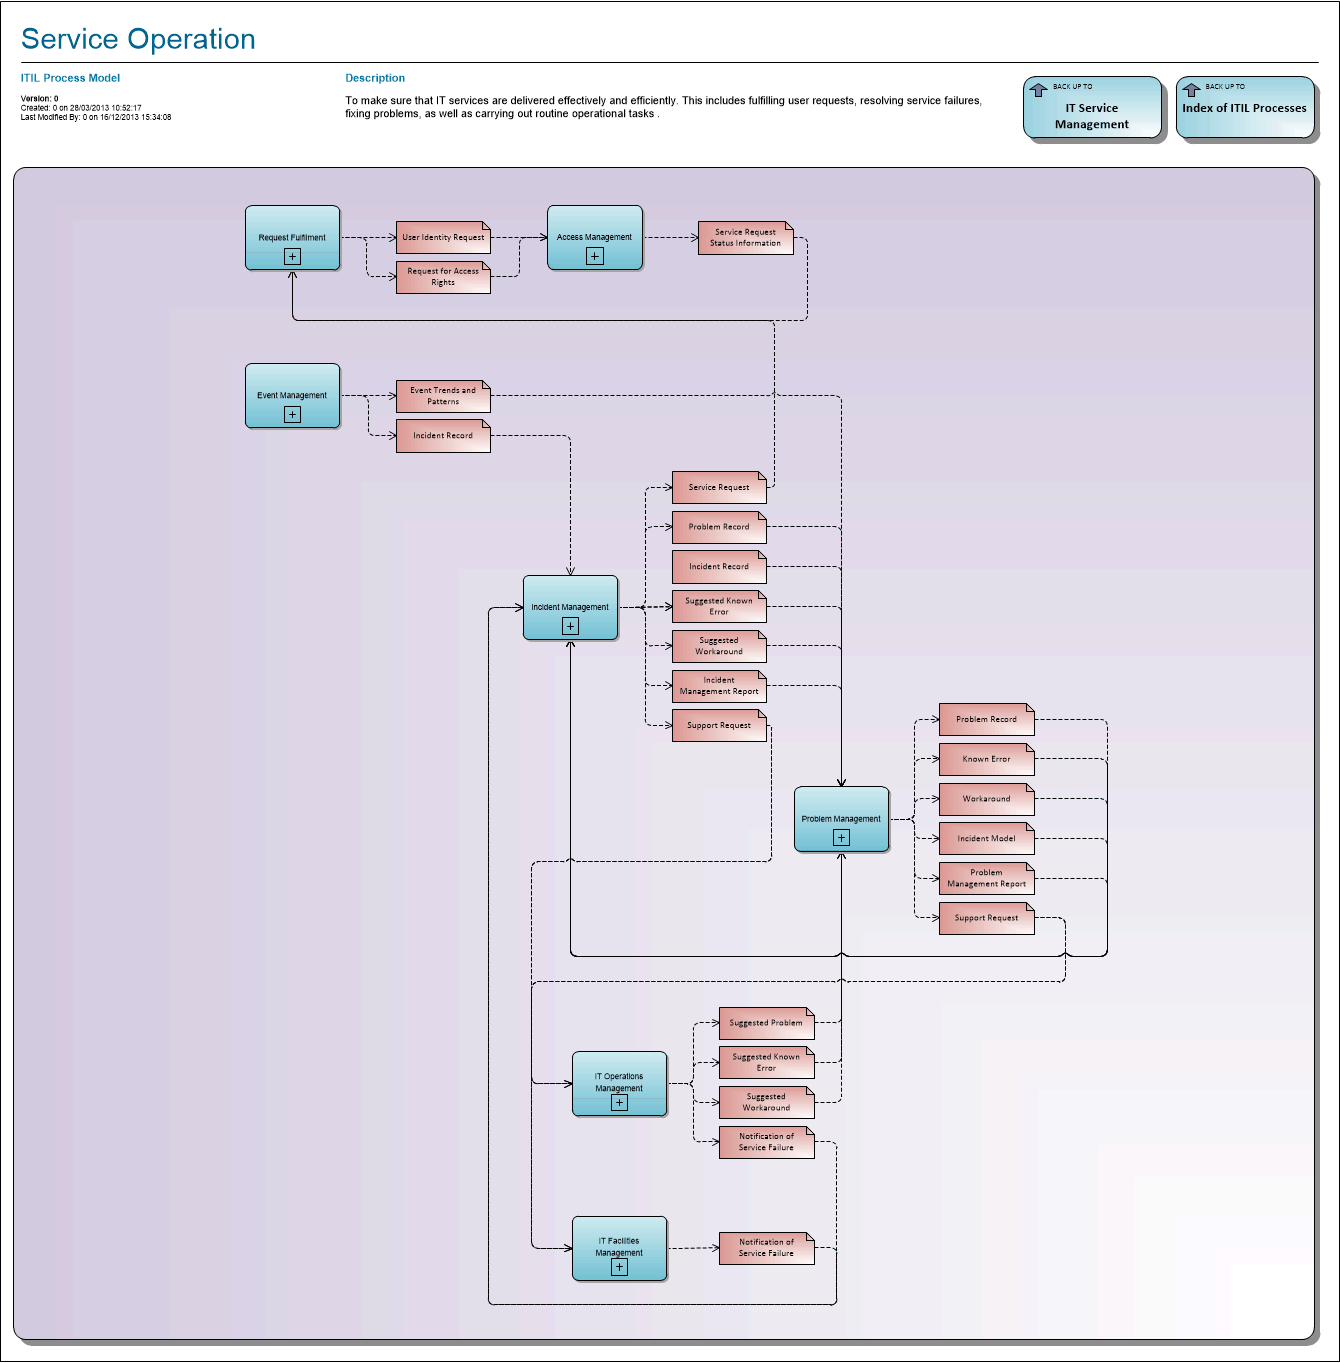 Service Operation
ITIL Process Model
Version: 0
Created: 0 on 28/03/2013 10:52:17
Last Modified By: 0 on 16/12/2013 15:34:08
Description
To make sure that IT services are delivered effectively and efficiently. This includes fulfilling user requests, resolving service failures,
fixing problems, as well as carrying out routine operational tasks .
BACK UP TO
IT Service
Management
BACK UP TO
Index of ITIL Processes
Request Fulfilment
User Identity Request
Request for Access
Rights
Access Management
Service Request
Status Information
Event Management
Event Trends and
Patterns
Incident Record
Service Request
Problem Record
Incident Record
Incident Management
Suggested Known
Error
Suggested
Workaround
Incident
Management Report
Support Request
Problem Management
Problem Record
Known Error
Workaround
Incident Model
Problem
Management Report
Support Request
IT Operations
Management
Suggested Problem
Suggested Known
Error
Suggested
Workaround
Notification of
Service Failure
IT Facilities
Management
Notification of
Service Failure